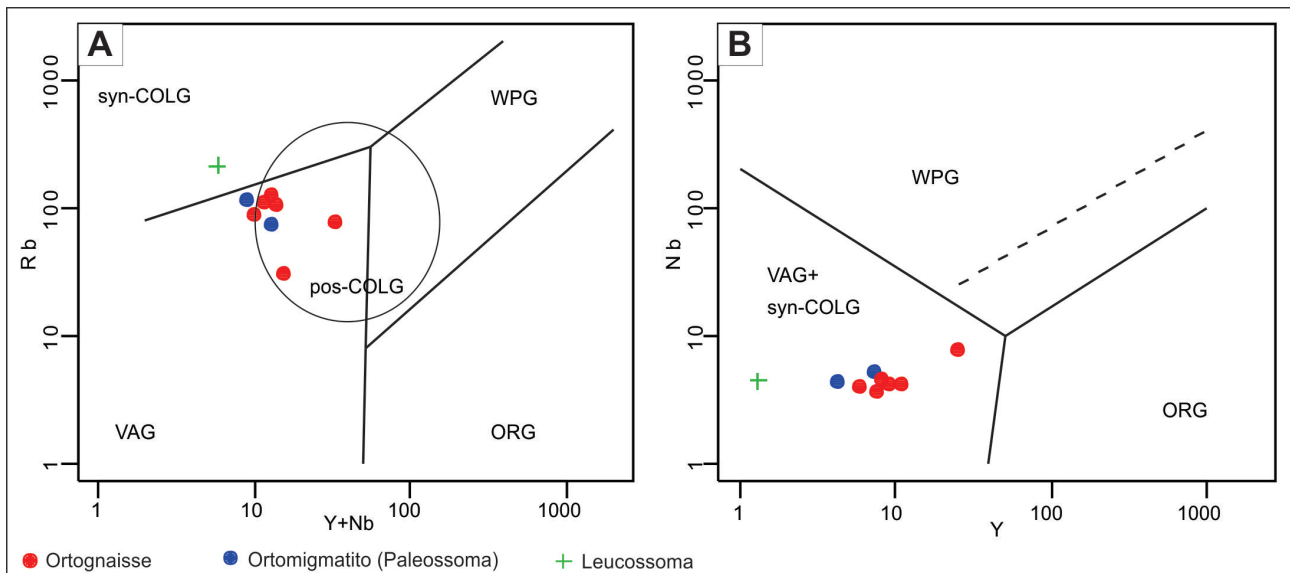 A
1000
100
10
1
Rb
syn-COLG
WPG
pos-COLG
VAG
ORG
1
10
100
1000
Y+Nb
B
1000
100
10
1
Nb
WPG
VAG+
syn-COLG
ORG
1
10
100
1000
Y
Ortognaisse
Ortomigmatito (Paleossoma)
Leucossoma